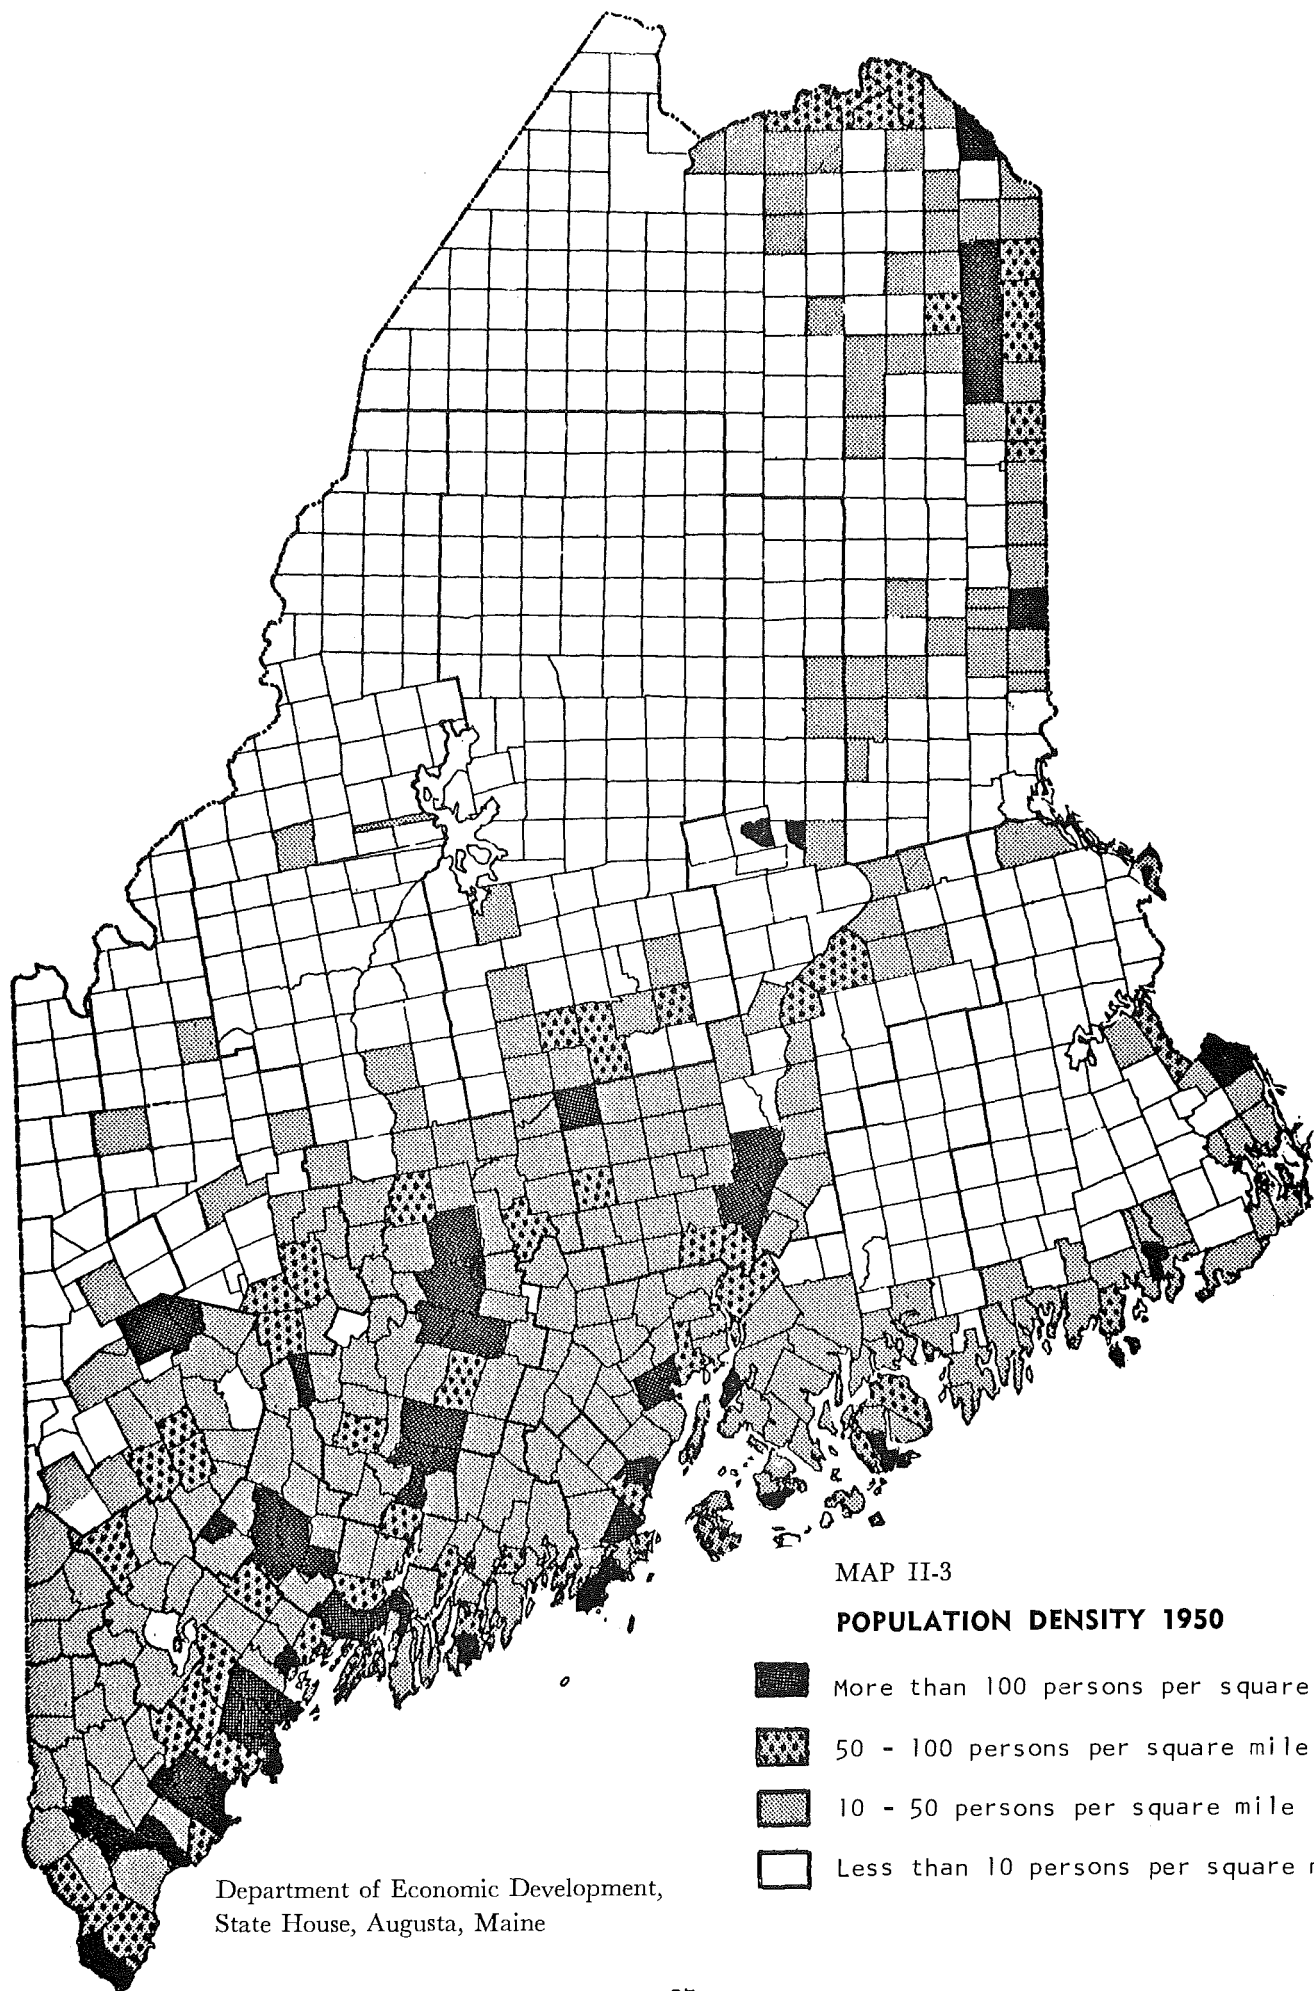 MAP II-3
POPULATION DENSITY 1950
More than 100 persons per square
50 - 100 persons per square mile
10 - 50 persons per square mile
Less than 10 persons per square
Department of Economic Development,
State House, Augusta, Maine